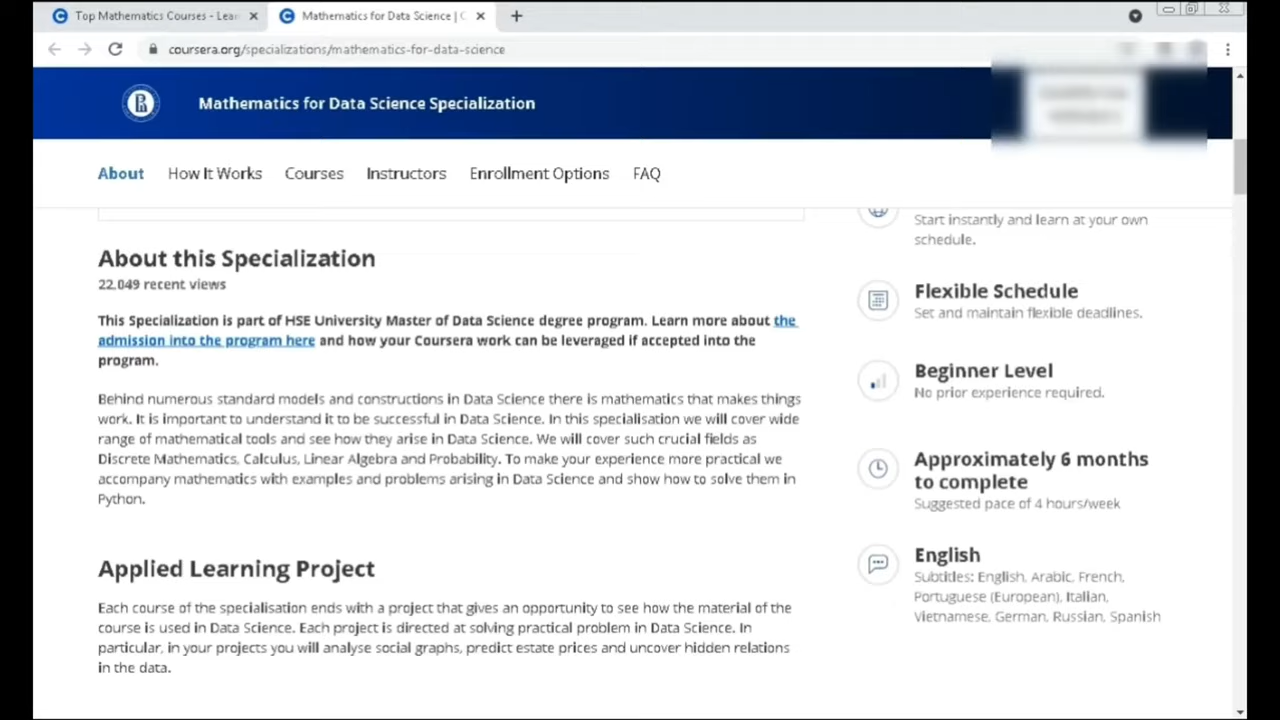 Top Mathematics Courses - Lear
Mathematics for Data Science | C
coursera.org/specializations/mathematics-for-data-science
Mathematics for Data Science Specialization
About How It Works Courses Instructors Enrollment Options FAQ
About this Specialization
22,049 recent views
This Specialization is part of HSE University Master of Data Science degree program. Learn more about the
admission into the program here and how your Coursera work can be leveraged if accepted into the
program.
Behind numerous standard models and constructions in Data Science there is mathematics that makes things
work. It is important to understand it to be successful in Data Science. In this specialisation we will cover wide
range of mathematical tools and see how they arise in Data Science. We will cover such crucial fields as
Discrete Mathematics, Calculus, Linear Algebra and Probability. To make your experience more practical we
accompany mathematics with examples and problems arising in Data Science and show how to solve them in
Python.
Applied Learning Project
Each course of the specialisation ends with a project that gives an opportunity to see how the material of the
course is used in Data Science. Each project is directed at solving practical problem in Data Science. In
particular, in your projects you will analyse social graphs, predict estate prices and uncover hidden relations
in the data.
Start instantly and learn at your own
schedule.
Flexible Schedule
Set and maintain flexible deadlines.
Beginner Level
No prior experience required.
Approximately 6 months
to complete
Suggested pace of 4 hours/week
English
Subtitles: English, Arabic, French,
Portuguese (European), Italian,
Vietnamese, German, Russian, Spanish